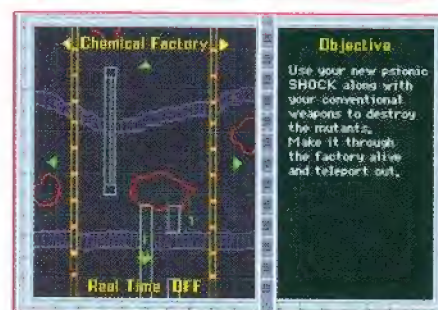 Chemical Factory
Real Time OFF
Objective
Use your new psionic
SHOCK along with
your conventional
weapons to destroy
the mutants.
Make it through
the factory alive
and teleport out.